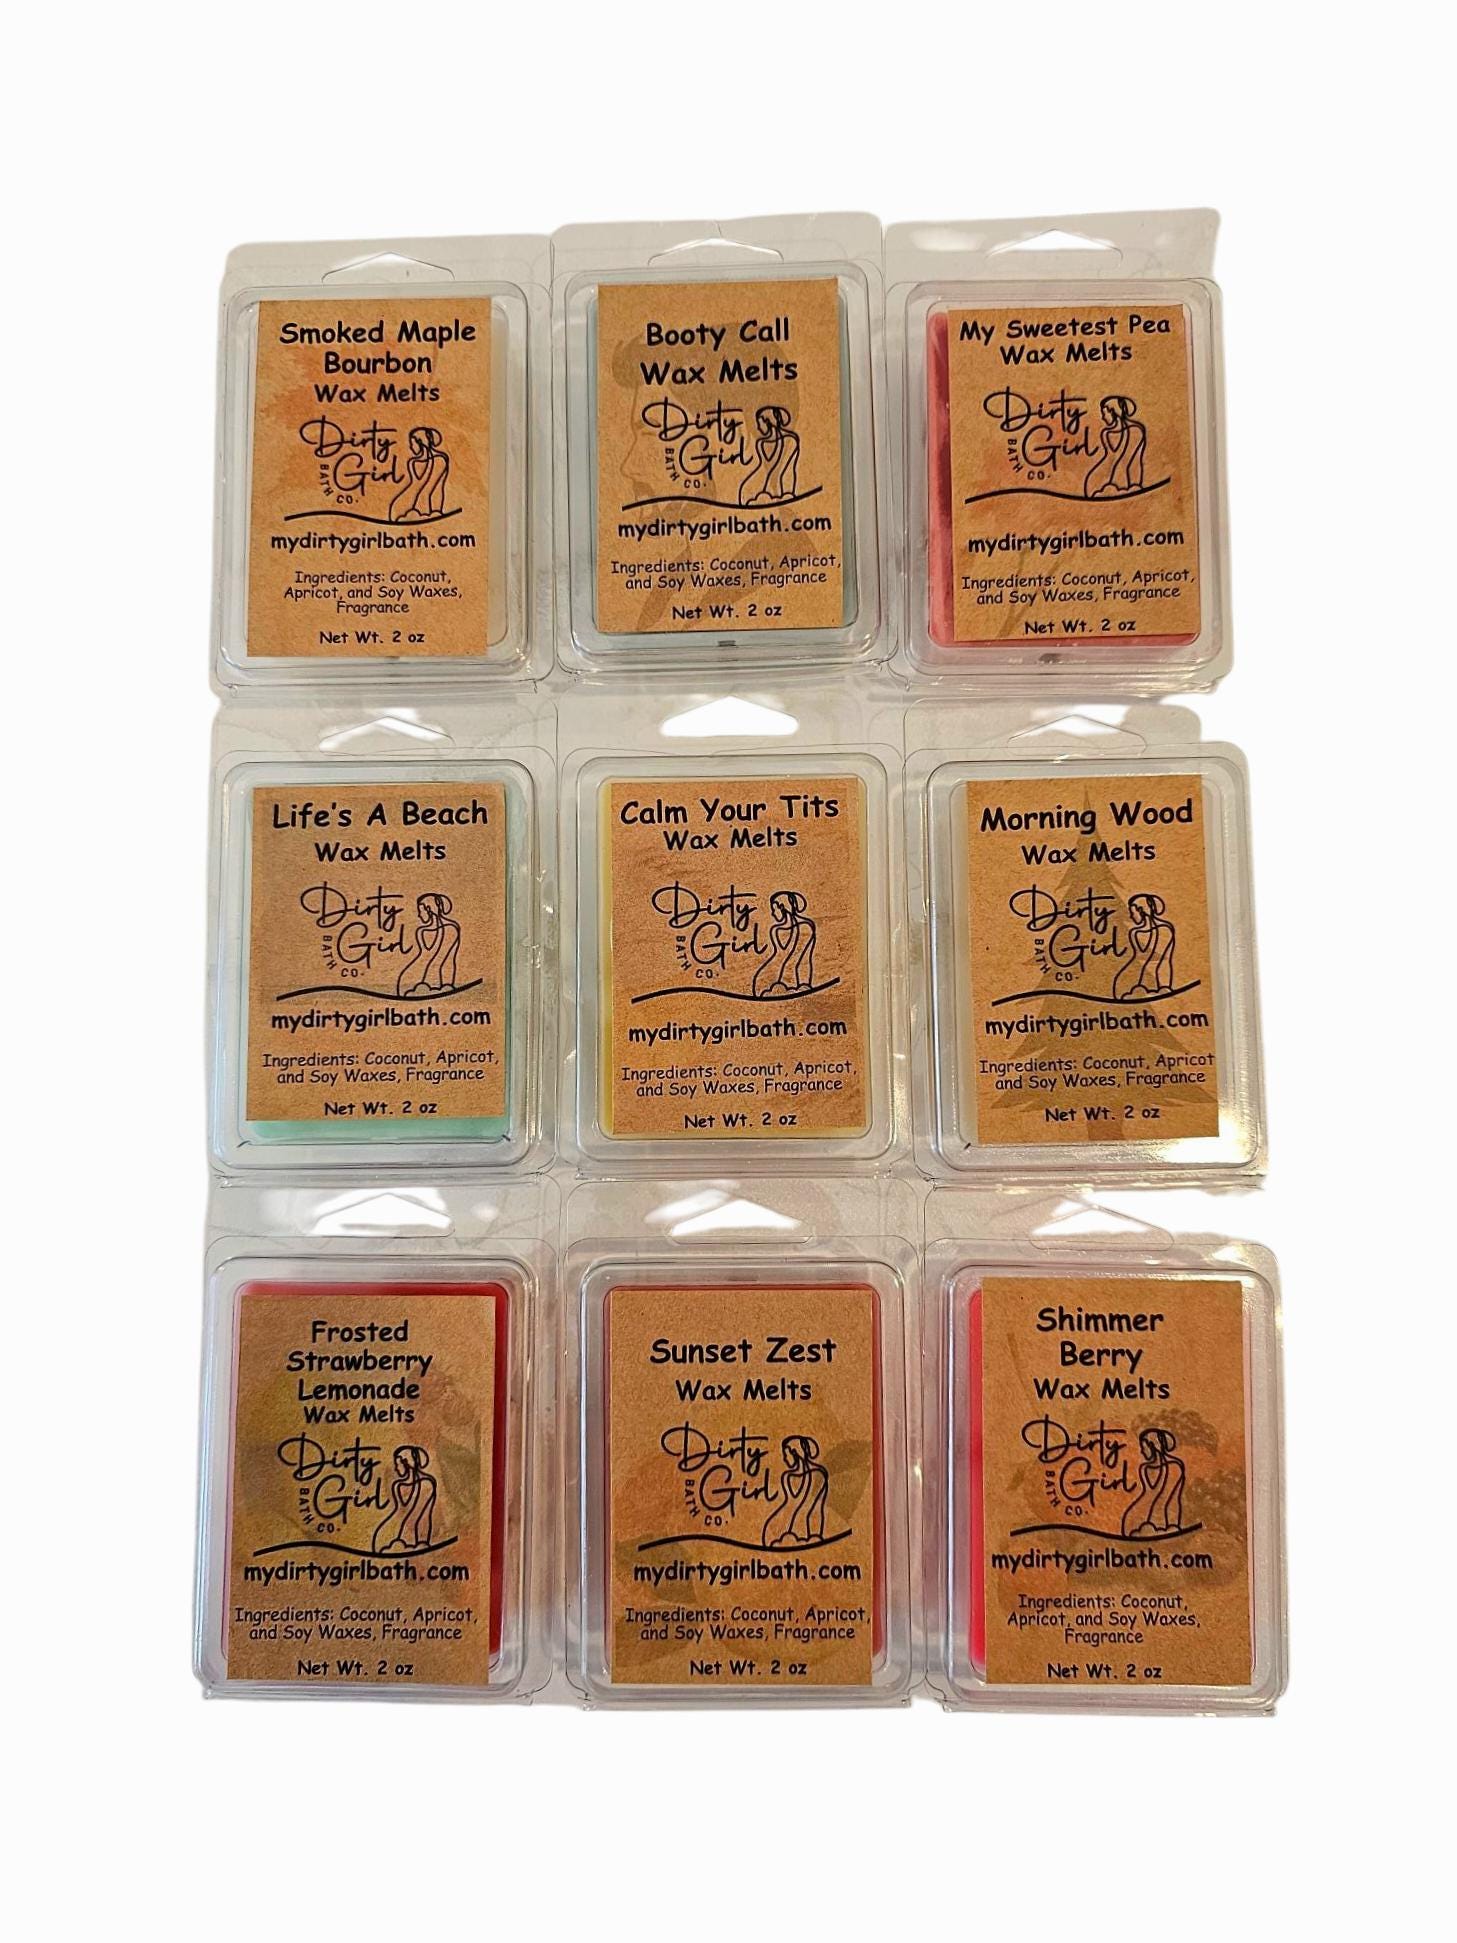 Smoked Maple
Bourbon
Wax Melts
Dirty
Girl
BATH CO.
mydirtygirlbath.com
Ingredients: Coconut,
Apricot, and Soy Waxes,
Fragrance
Net Wt. 2 oz
Booty Call
Wax Melts
Dirty
Girl
BATH CO.
mydirtygirlbath.com
Ingredients: Coconut, Apricot,
and Soy Waxes, Fragrance
Net Wt. 2 oz
My Sweetest Pea
Wax Melts
Dirty
Girl
BATH CO.
mydirtygirlbath.com
Ingredients: Coconut, Apricot,
and Soy Waxes, Fragrance
Net Wt. 2 oz
Life's A Beach
Wax Melts
Dirty
Girl
BATH CO.
mydirtygirlbath.com
Ingredients: Coconut, Apricot,
and Soy Waxes, Fragrance
Net Wt. 2 oz
Calm Your Tits
Wax Melts
Dirty
Girl
BATH CO.
mydirtygirlbath.com
Ingredients: Coconut, Apricot,
and Soy Waxes, Fragrance
Net Wt. 2 oz
Morning Wood
Wax Melts
Dirty
Girl
BATH CO.
mydirtygirlbath.com
Ingredients: Coconut, Apricot
and Soy Waxes, Fragrance
Net Wt. 2 oz
Frosted
Strawberry
Lemonade
Wax Melts
Dirty
Girl
BATH CO.
mydirtygirlbath.com
Ingredients: Coconut, Apricot,
and Soy Waxes, Fragrance
Net Wt. 2 oz
Sunset Zest
Wax Melts
Dirty
Girl
BATH CO.
mydirtygirlbath.com
Ingredients: Coconut, Apricot,
and Soy Waxes, Fragrance
Net Wt. 2 oz
Shimmer
Berry
Wax Melts
Dirty
Girl
BATH CO.
mydirtygirlbath.com
Ingredients: Coconut,
Apricot, and Soy Waxes,
Fragrance
Net Wt. 2 oz